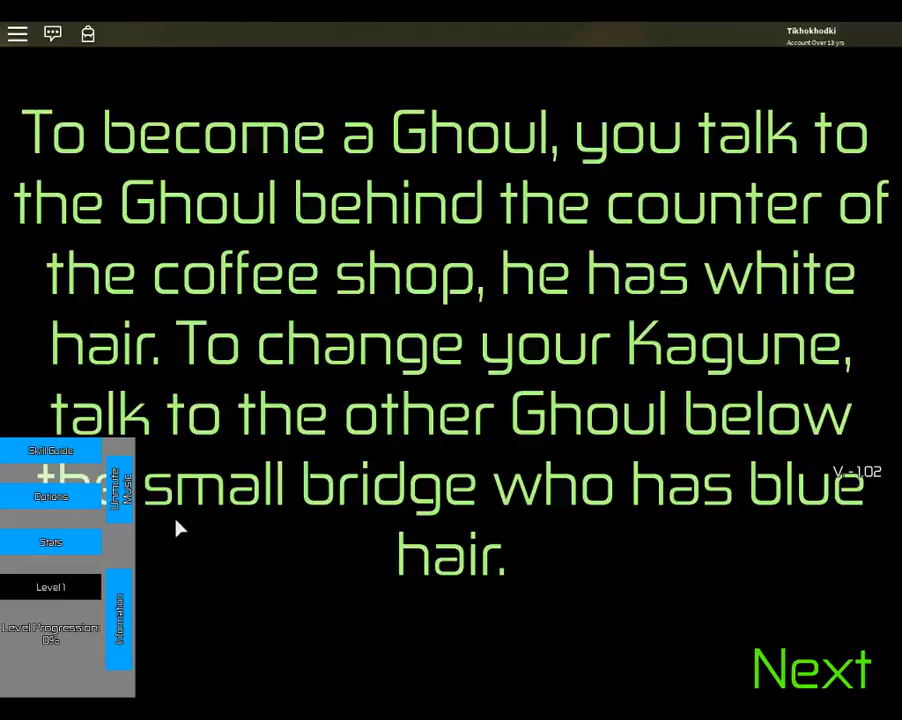 Tikhokhodki
Account Over 13 yrs
To become a Ghoul, you talk to
the Ghoul behind the counter of
the coffee shop, he has white
hair. To change your Kagune,
talk to the other Ghoul below
the small bridge who has blue
hair.
V. - 1.02
Skill Guide
Options
Stats
Level 1
Level Progression:
0%
Unmute
Music
Information
Next